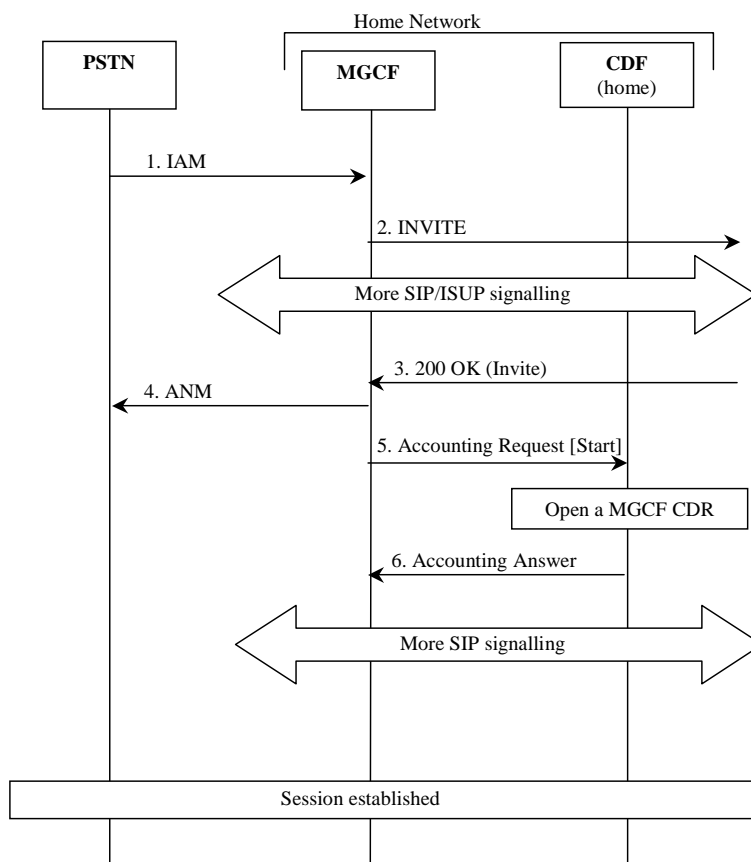 Home Network
PSTN
MGCF
CDF
(home)
1. IAM
2. INVITE
More SIP/ISUP signalling
3. 200 OK (Invite)
4. ANM
5. Accounting Request [Start]
Open a MGCF CDR
6. Accounting Answer
More SIP signalling
Session established